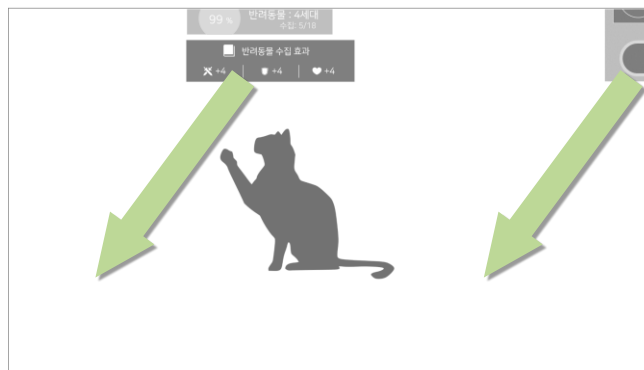 99 %
반려동물 : 4세대
수집: 5/18
반려동물 수집 효과
+4 +4 +4